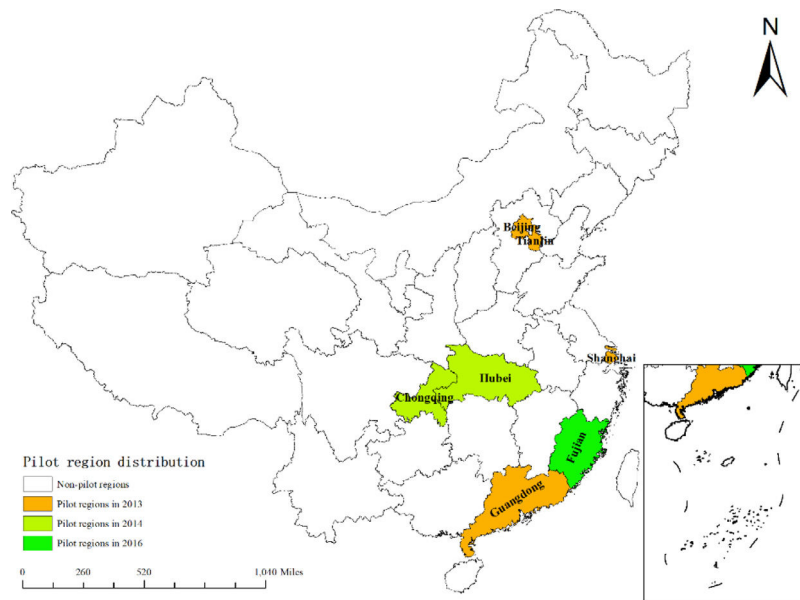 N
Beijing
Tianjin
Shanghai
Hubei
Chongqing
Fujian
Guangdong
Pilot region distribution
Non-pilot regions
Pilot regions in 2013
Pilot regions in 2014
Pilot regions in 2016
0 260 520 1,040 Miles